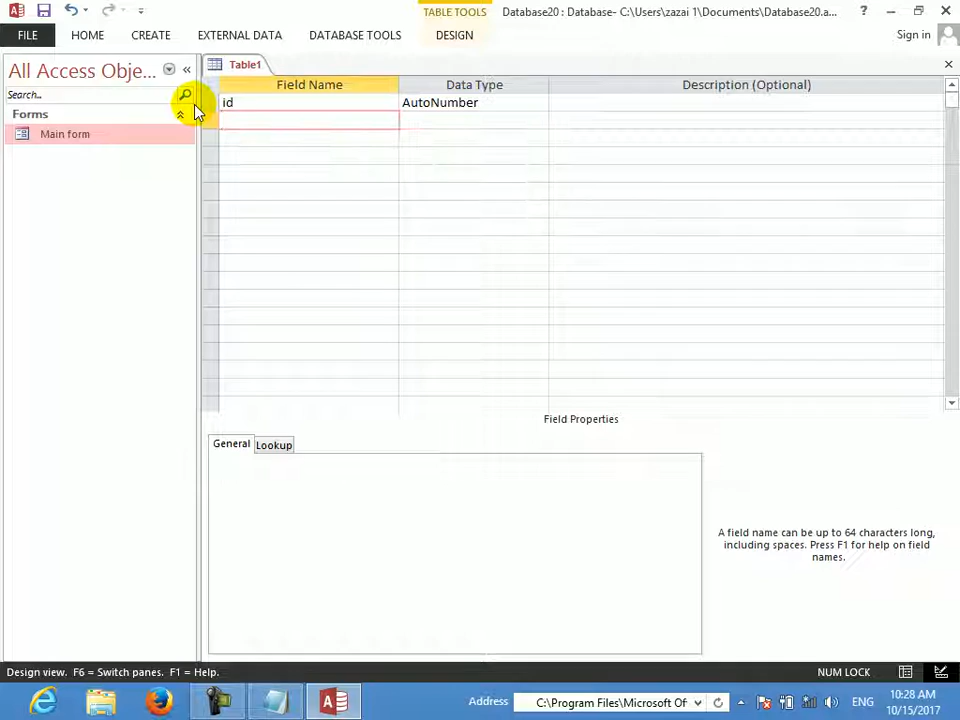 TABLE TOOLS
Database20 : Database- C:\Users\zazai 1\Documents\Database20.a...
FILE HOME CREATE EXTERNAL DATA DATABASE TOOLS DESIGN Sign in
All Access Obje...
Table1
Search...
Field Name Data Type Description (Optional)
id AutoNumber
Forms
Main form
Field Properties
General Lookup
A field name can be up to 64 characters long,
including spaces. Press F1 for help on field
names.
Design view. F6 = Switch panes. F1 = Help.
NUM LOCK
Address C:\Program Files\Microsoft Of
ENG
10:28 AM
10/15/2017